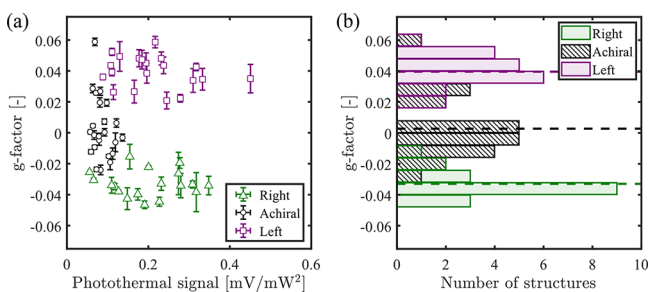 (a)
0.06
0.04
0.02
0
-0.02
-0.04
-0.06
g-factor [-]
Right
Achiral
Left
0
0.2
0.4
0.6
Photothermal signal [mV/mW²]
(b)
0.06
0.04
0.02
0
-0.02
-0.04
-0.06
g-factor [-]
Right
Achiral
Left
0
2
4
6
8
10
Number of structures